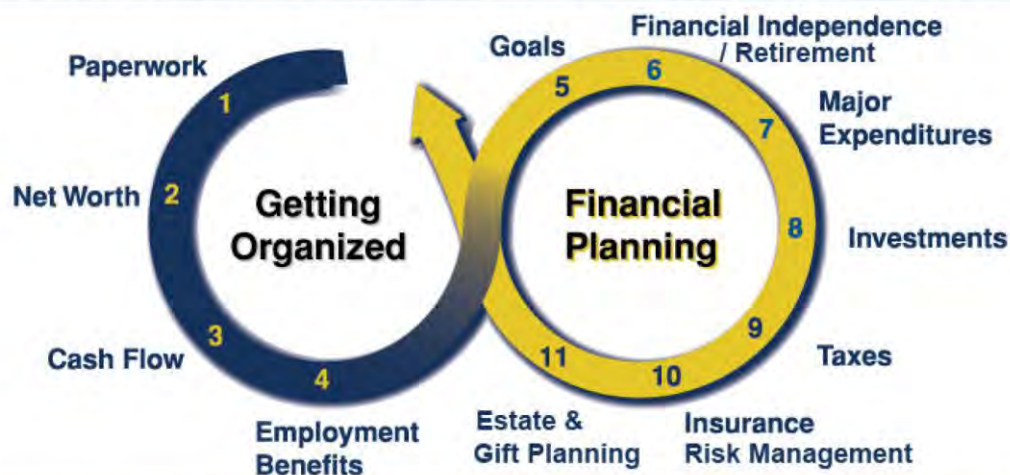 Paperwork
1
Net Worth
2
Cash Flow
3
Employment
Benefits
4
Getting
Organized
Goals
5
Financial Independence
/ Retirement
6
Major
Expenditures
7
Investments
8
Taxes
9
Insurance
Risk Management
10
Estate &
Gift Planning
11
Financial
Planning